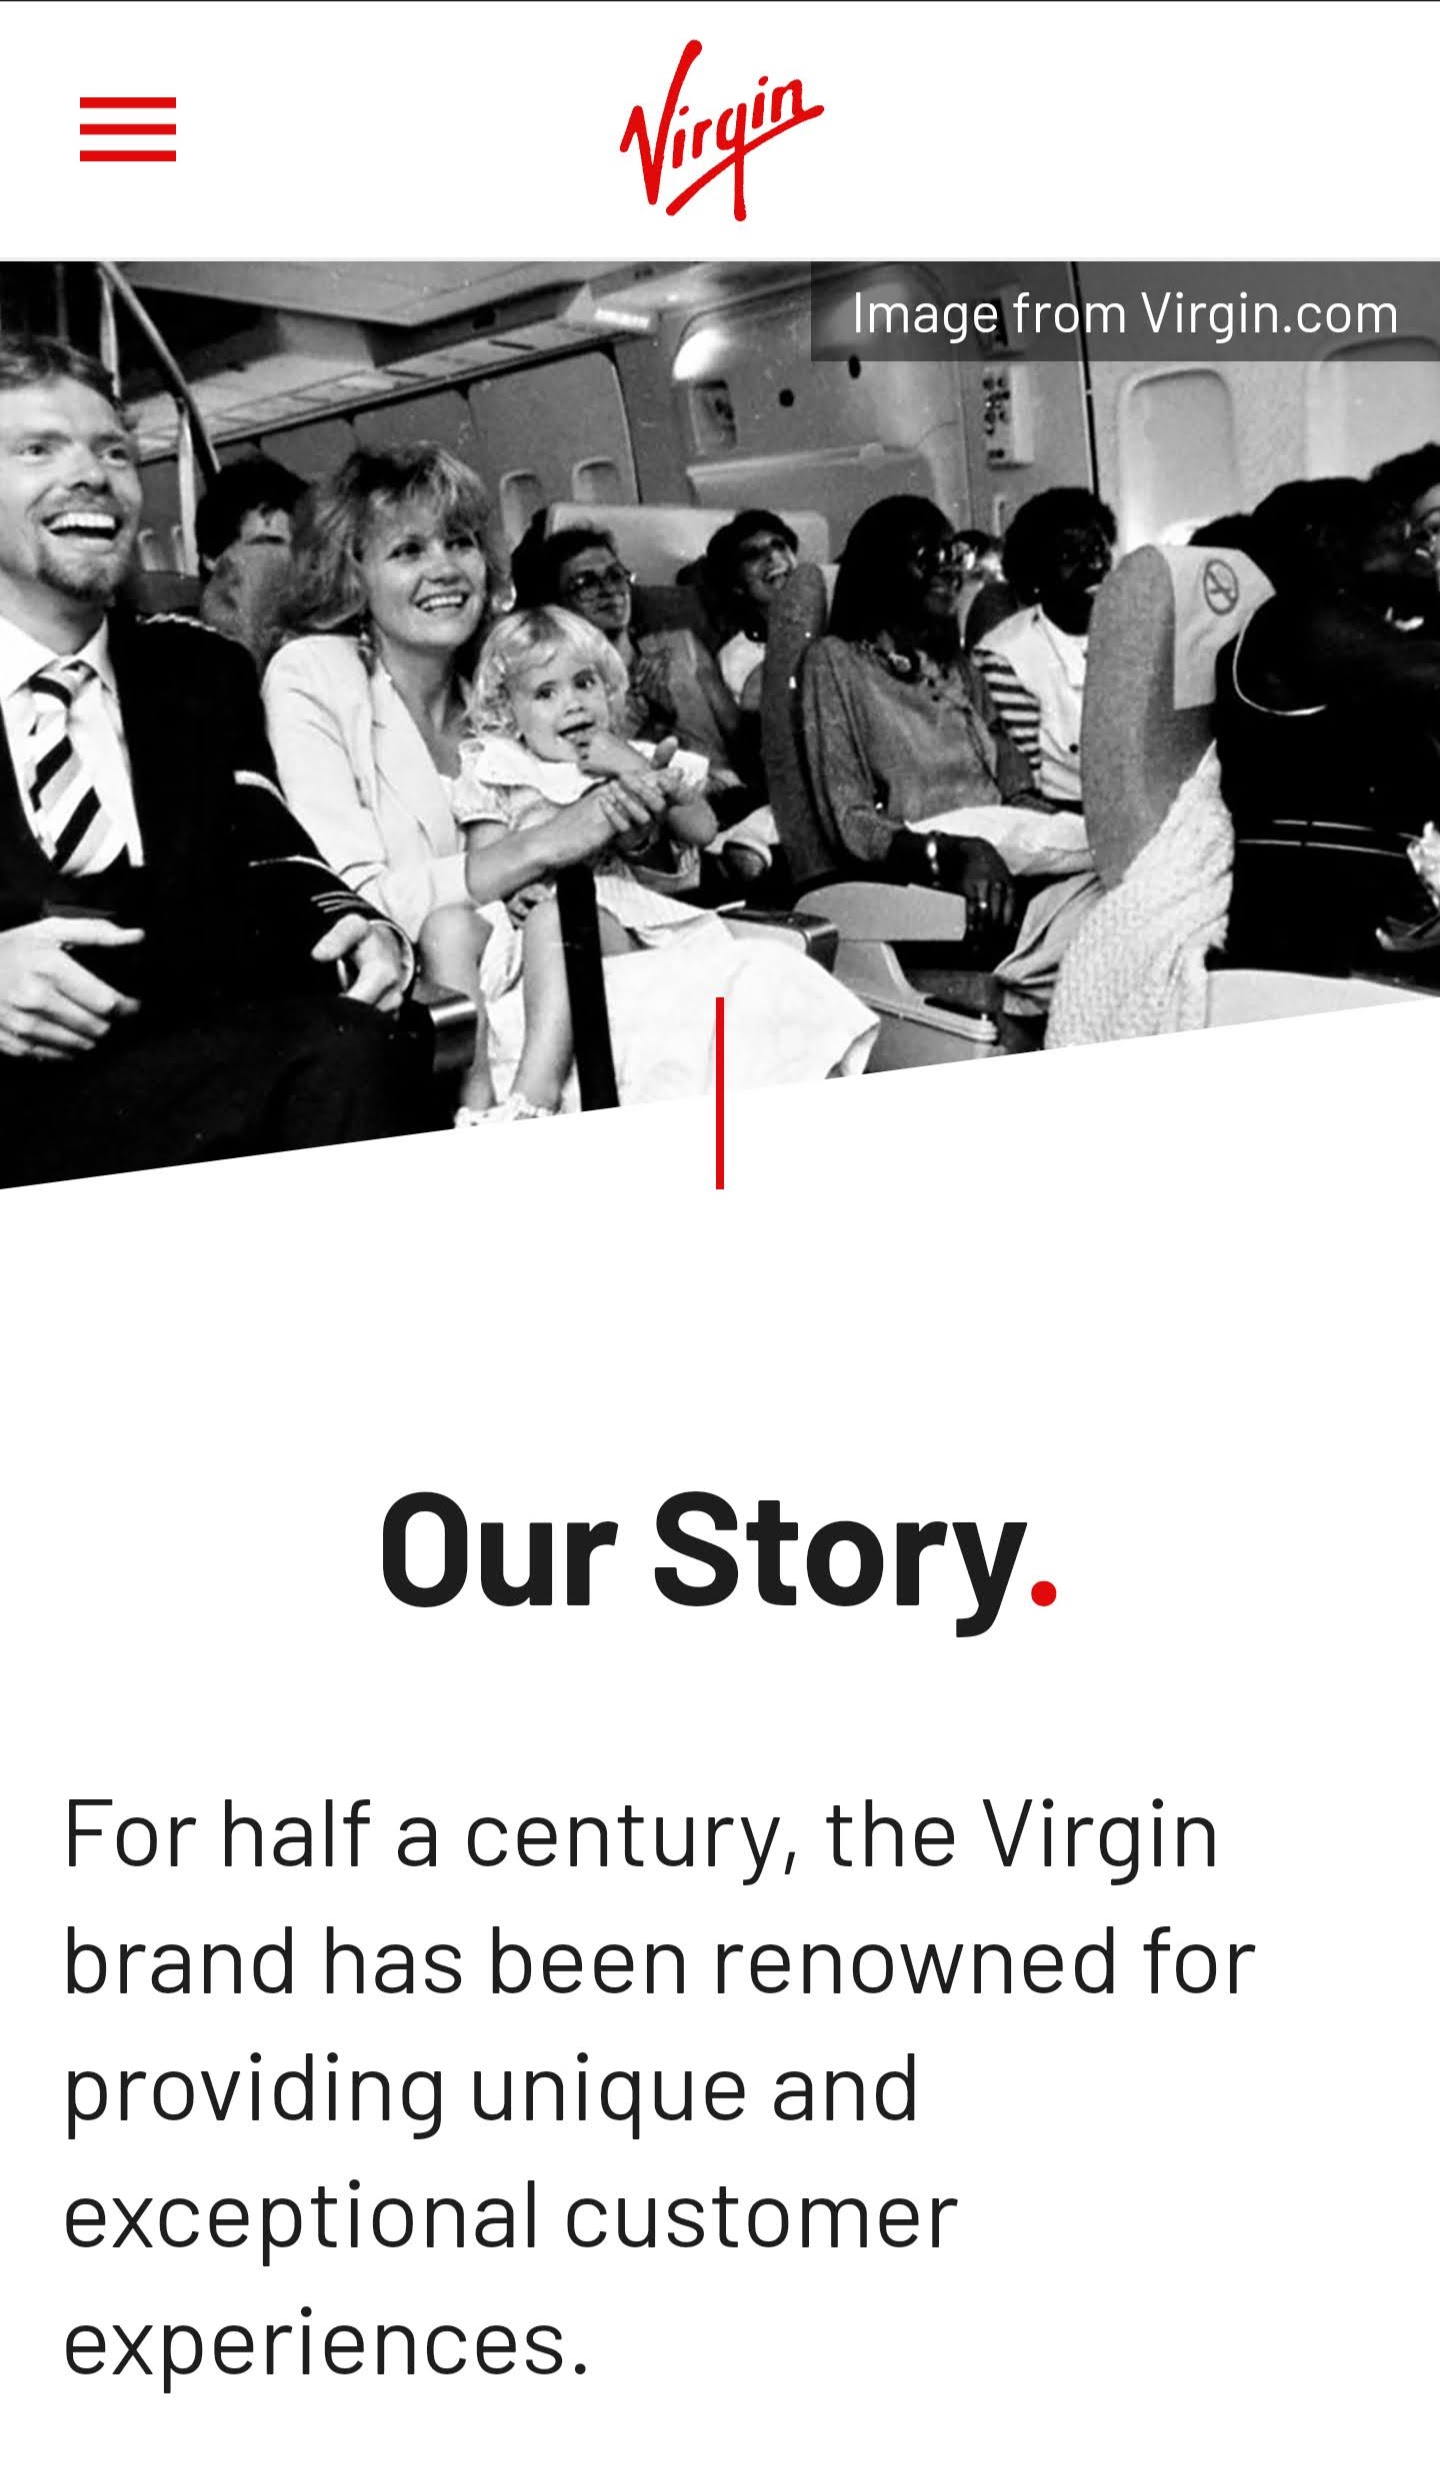 Virgin
Image from Virgin.com
Our Story.
For half a century, the Virgin
brand has been renowned for
providing unique and
exceptional customer
experiences.